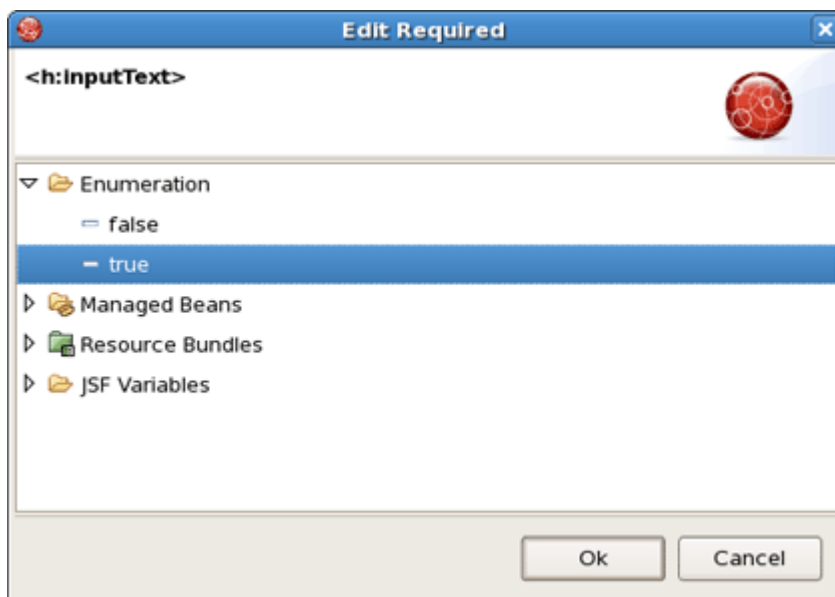 Edit Required
<h:inputText>
Enumeration
false
true
Managed Beans
Resource Bundles
JSF Variables
Ok
Cancel